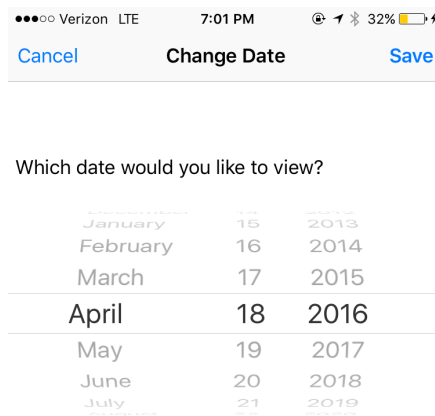 Verizon LTE 7:01 PM 32%
Cancel Change Date Save
Which date would you like to view?
January 15 2013
February 16 2014
March 17 2015
April 18 2016
May 19 2017
June 20 2018
July 21 2019